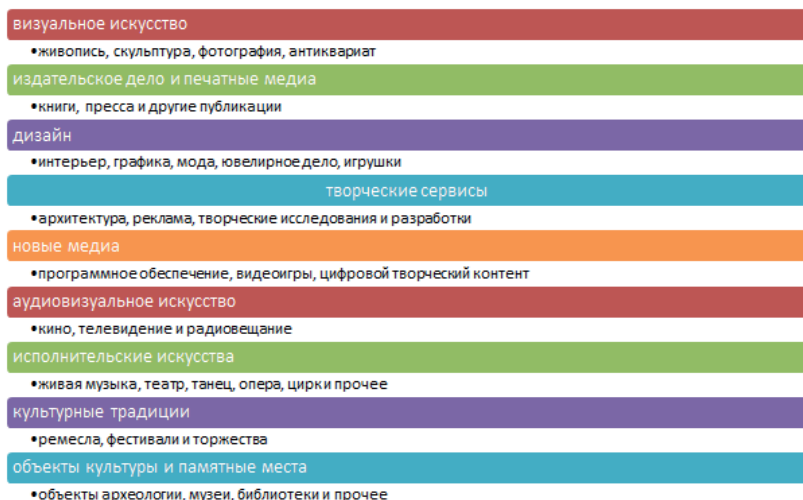 визуальное искусство
•живопись, скульптура, фотография, антиквариат
издательское дело и печатные медиа
•книги, пресса и другие публикации
дизайн
•интерьер, графика, мода, ювелирное дело, игрушки
творческие сервисы
•архитектура, реклама, творческие исследования и разработки
новые медиа
•программное обеспечение, видеоигры, цифровой творческий контент
аудиовизуальное искусство
•кино, телевидение и радиовещание
исполнительские искусства
•живая музыка, театр, танец, опера, цирки прочее
культурные традиции
•ремесла, фестивали и торжества
объекты культуры и памятные места
•объекты археологии, музеи, библиотеки и прочее